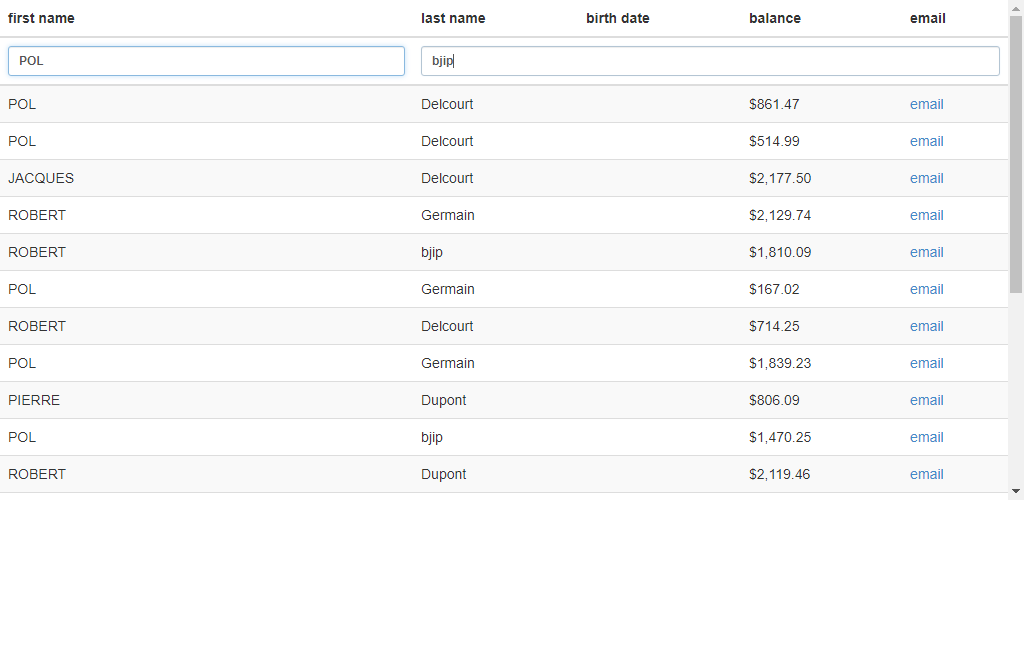 first name last name birth date balance email
POL bjip
POL Delcourt $861.47 email
POL Delcourt $514.99 email
JACQUES Delcourt $2,177.50 email
ROBERT Germain $2,129.74 email
ROBERT bjip $1,810.09 email
POL Germain $167.02 email
ROBERT Delcourt $714.25 email
POL Germain $1,839.23 email
PIERRE Dupont $806.09 email
POL bjip $1,470.25 email
ROBERT Dupont $2,119.46 email